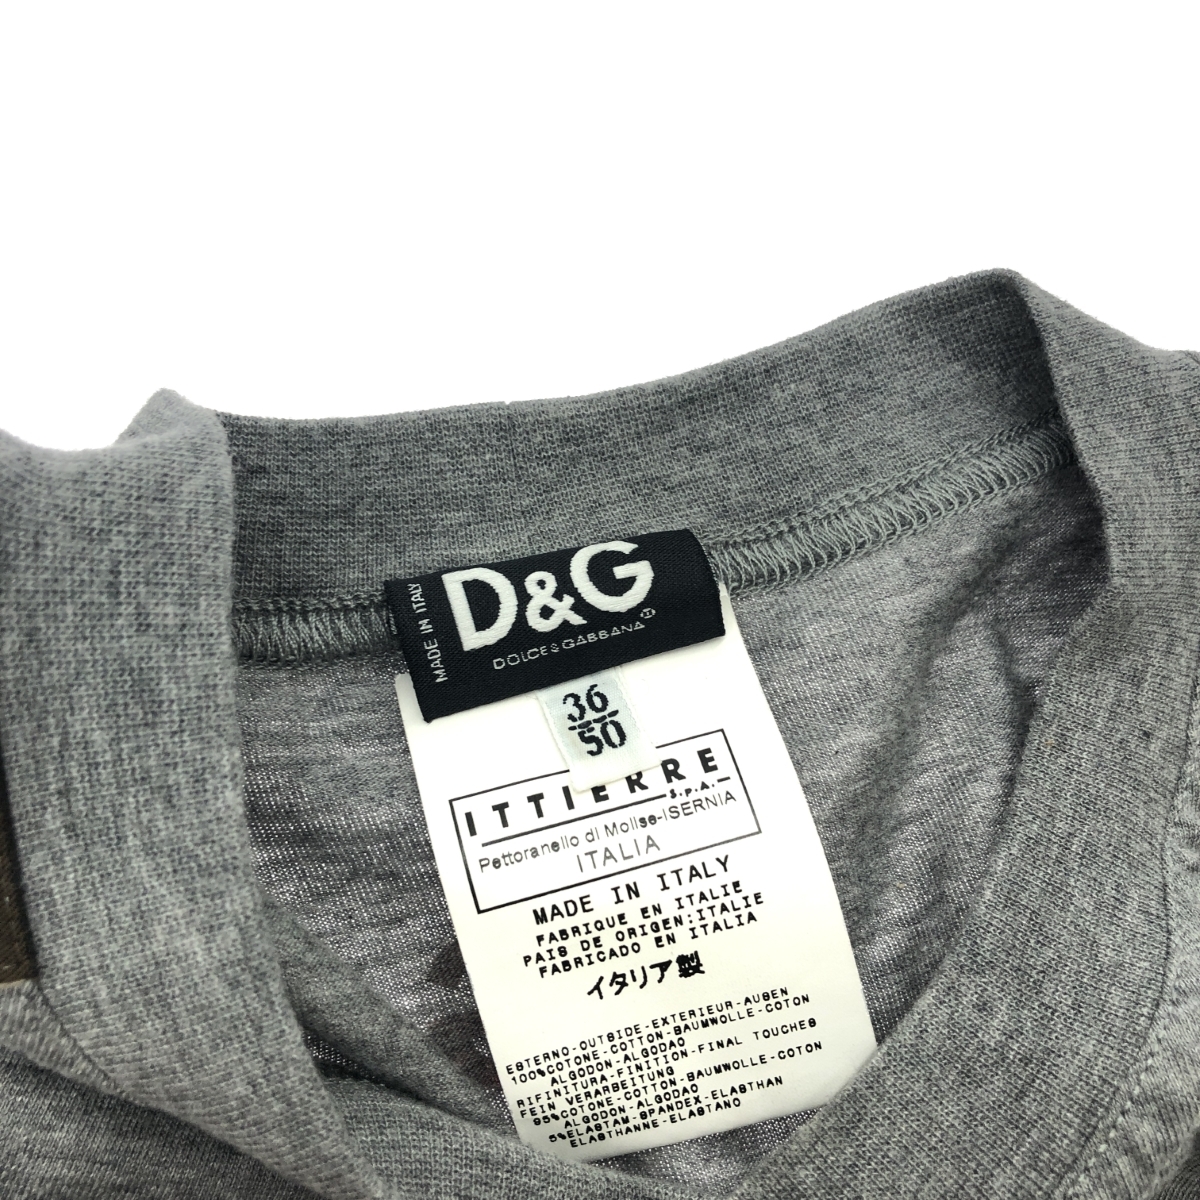 MADE IN ITALY
D&G
DOLCE & GABBANA
36
50
ITTIERRE
S.p.A.
Pettoranello di Molise-ISERNIA
ITALIA
MADE IN ITALY
FABRIQUE EN ITALIE
PAIS DE ORIGEN:ITALIE
FABRICADO EN ITALIA
イタリア製
ESTERNO-OUTSIDE-EXTERIEUR-AUßEN
100%COTONE-COTTON-BAUMWOLLE-COTON
ALGODON-ALGODAO
RIFINITURA-FINITION-FINAL TOUCHES
FEIN VERARBEITUNG
95%COTONE-COTTON-BAUMWOLLE-COTON
ALGODON-ALGODAO
5%ELASTAM-SPANDEX-ELASTHAN
ELASTHANNE-ELASTANO